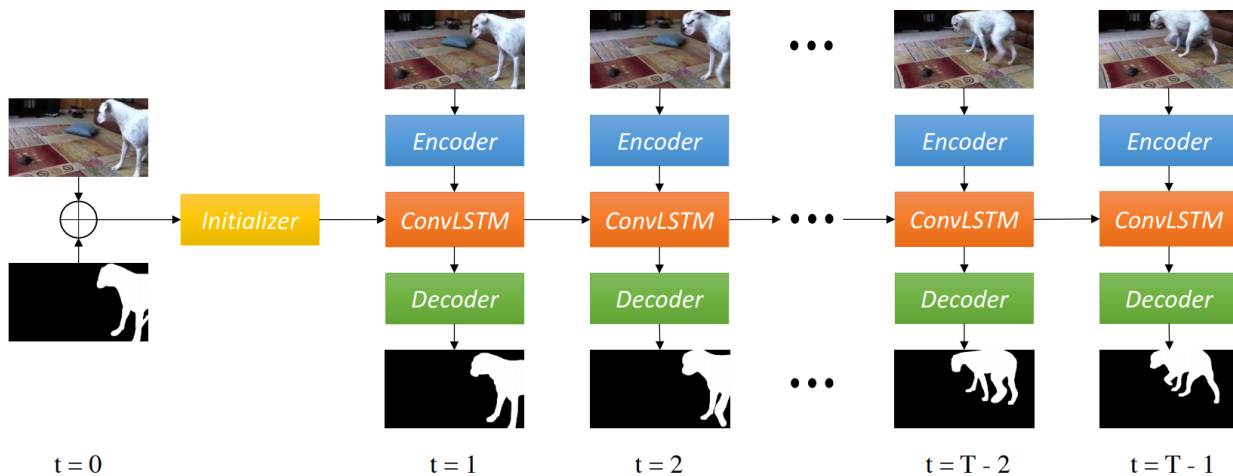 Encoder Encoder Encoder Encoder
Initializer ConvLSTM ConvLSTM ConvLSTM ConvLSTM
Decoder Decoder Decoder Decoder
t = 0 t = 1 t = 2 t = T - 2 t = T - 1